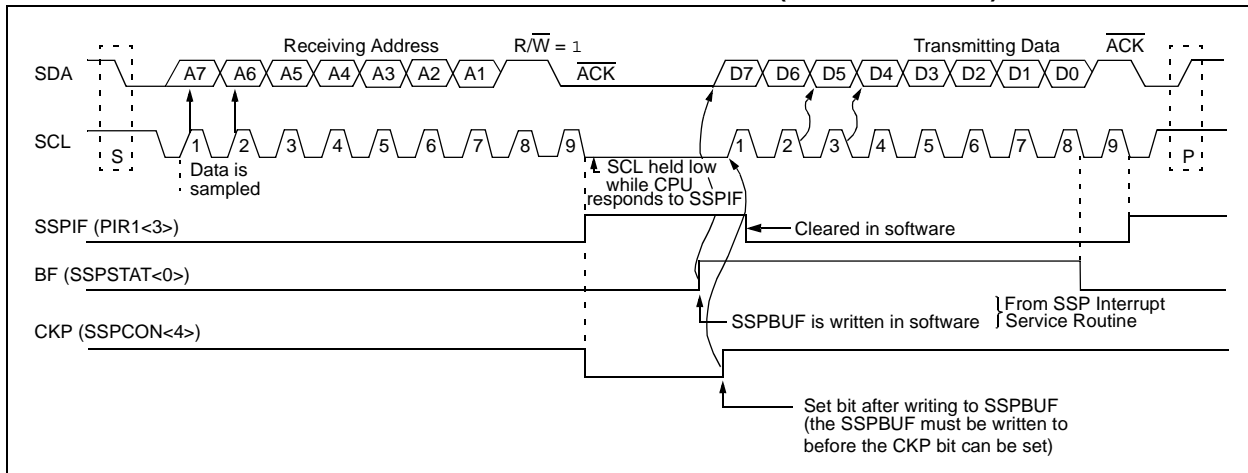 Receiving Address R/W = 1 Transmitting Data ACK
SDA A7 A6 A5 A4 A3 A2 A1 ACK D7 D6 D5 D4 D3 D2 D1 D0
SCL 1 2 3 4 5 6 7 8 9 1 2 3 4 5 6 7 8 9
S P
Data is
sampled
SCL held low
while CPU
responds to SSPIF
SSPIF (PIR1<3>)
Cleared in software
BF (SSPSTAT<0>)
SSPBUF is written in software
From SSP Interrupt
Service Routine
CKP (SSPCON<4>)
Set bit after writing to SSPBUF
(the SSPBUF must be written to
before the CKP bit can be set)